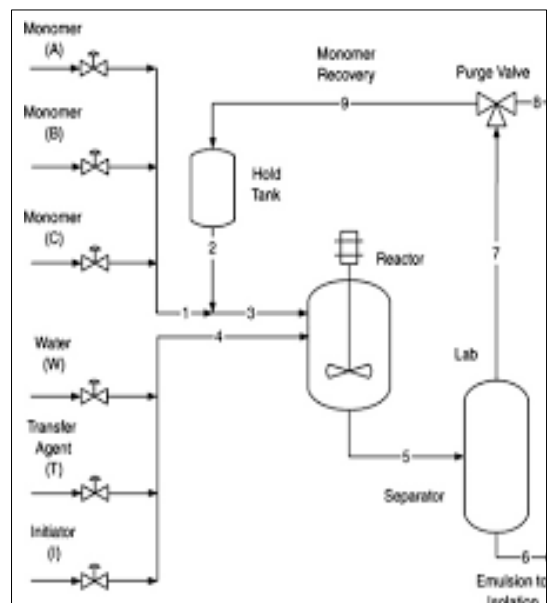 Monomer
(A)
Monomer
(B)
Monomer
(C)
Water
(W)
Transfer
Agent
(T)
Initiator
(I)
Monomer
Recovery
Purge Valve
9
8
Hold
Tank
2
Reactor
7
1
3
4
Lab
5
Separator
6
Emulsion to
Isolation